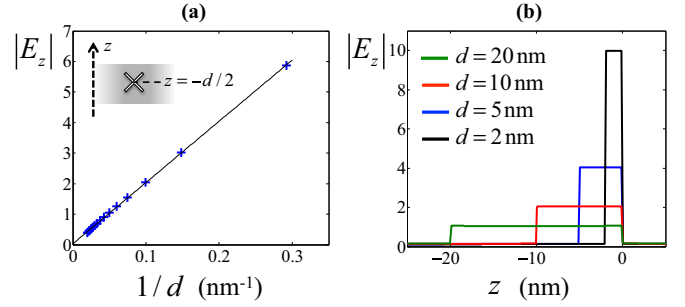 (a)
|E_z|
7
6
5
4
3
2
1
0
z
z = −d/2
0
0.1
0.2
0.3
1/d (nm⁻¹)
(b)
|E_z|
10
8
6
4
2
0
d = 20 nm
d = 10 nm
d = 5 nm
d = 2 nm
−20
−10
0
z (nm)